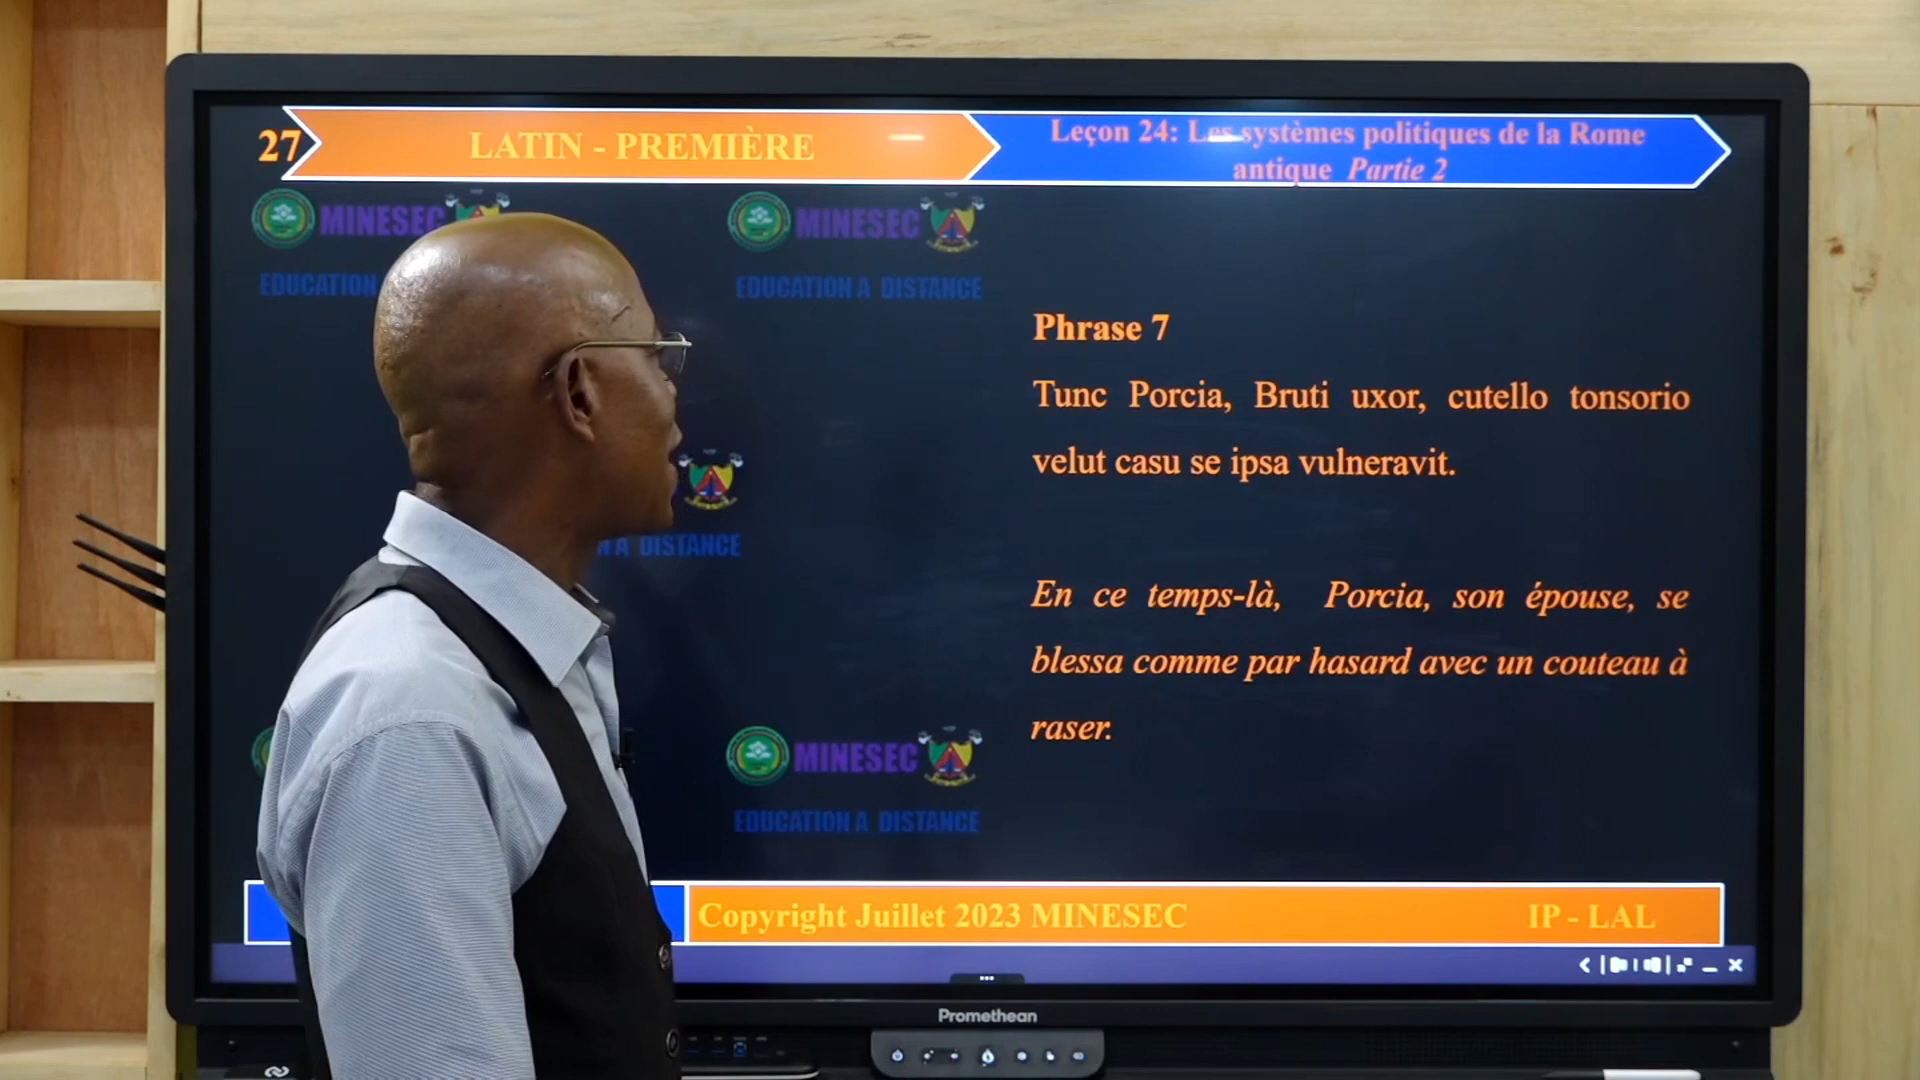 27
LATIN - PREMIÈRE
Leçon 24: Les systèmes politiques de la Rome
antique Partie 2
MINESEC
MINESEC
EDUCATION
EDUCATION A DISTANCE
Phrase 7
Tunc Porcia, Bruti uxor, cutello tonsorio
velut casu se ipsa vulneravit.
N A DISTANCE
En ce temps-là, Porcia, son épouse, se
blessa comme par hasard avec un couteau à
raser.
MINESEC
EDUCATION A DISTANCE
Copyright Juillet 2023 MINESEC
IP - LAL
Promethean